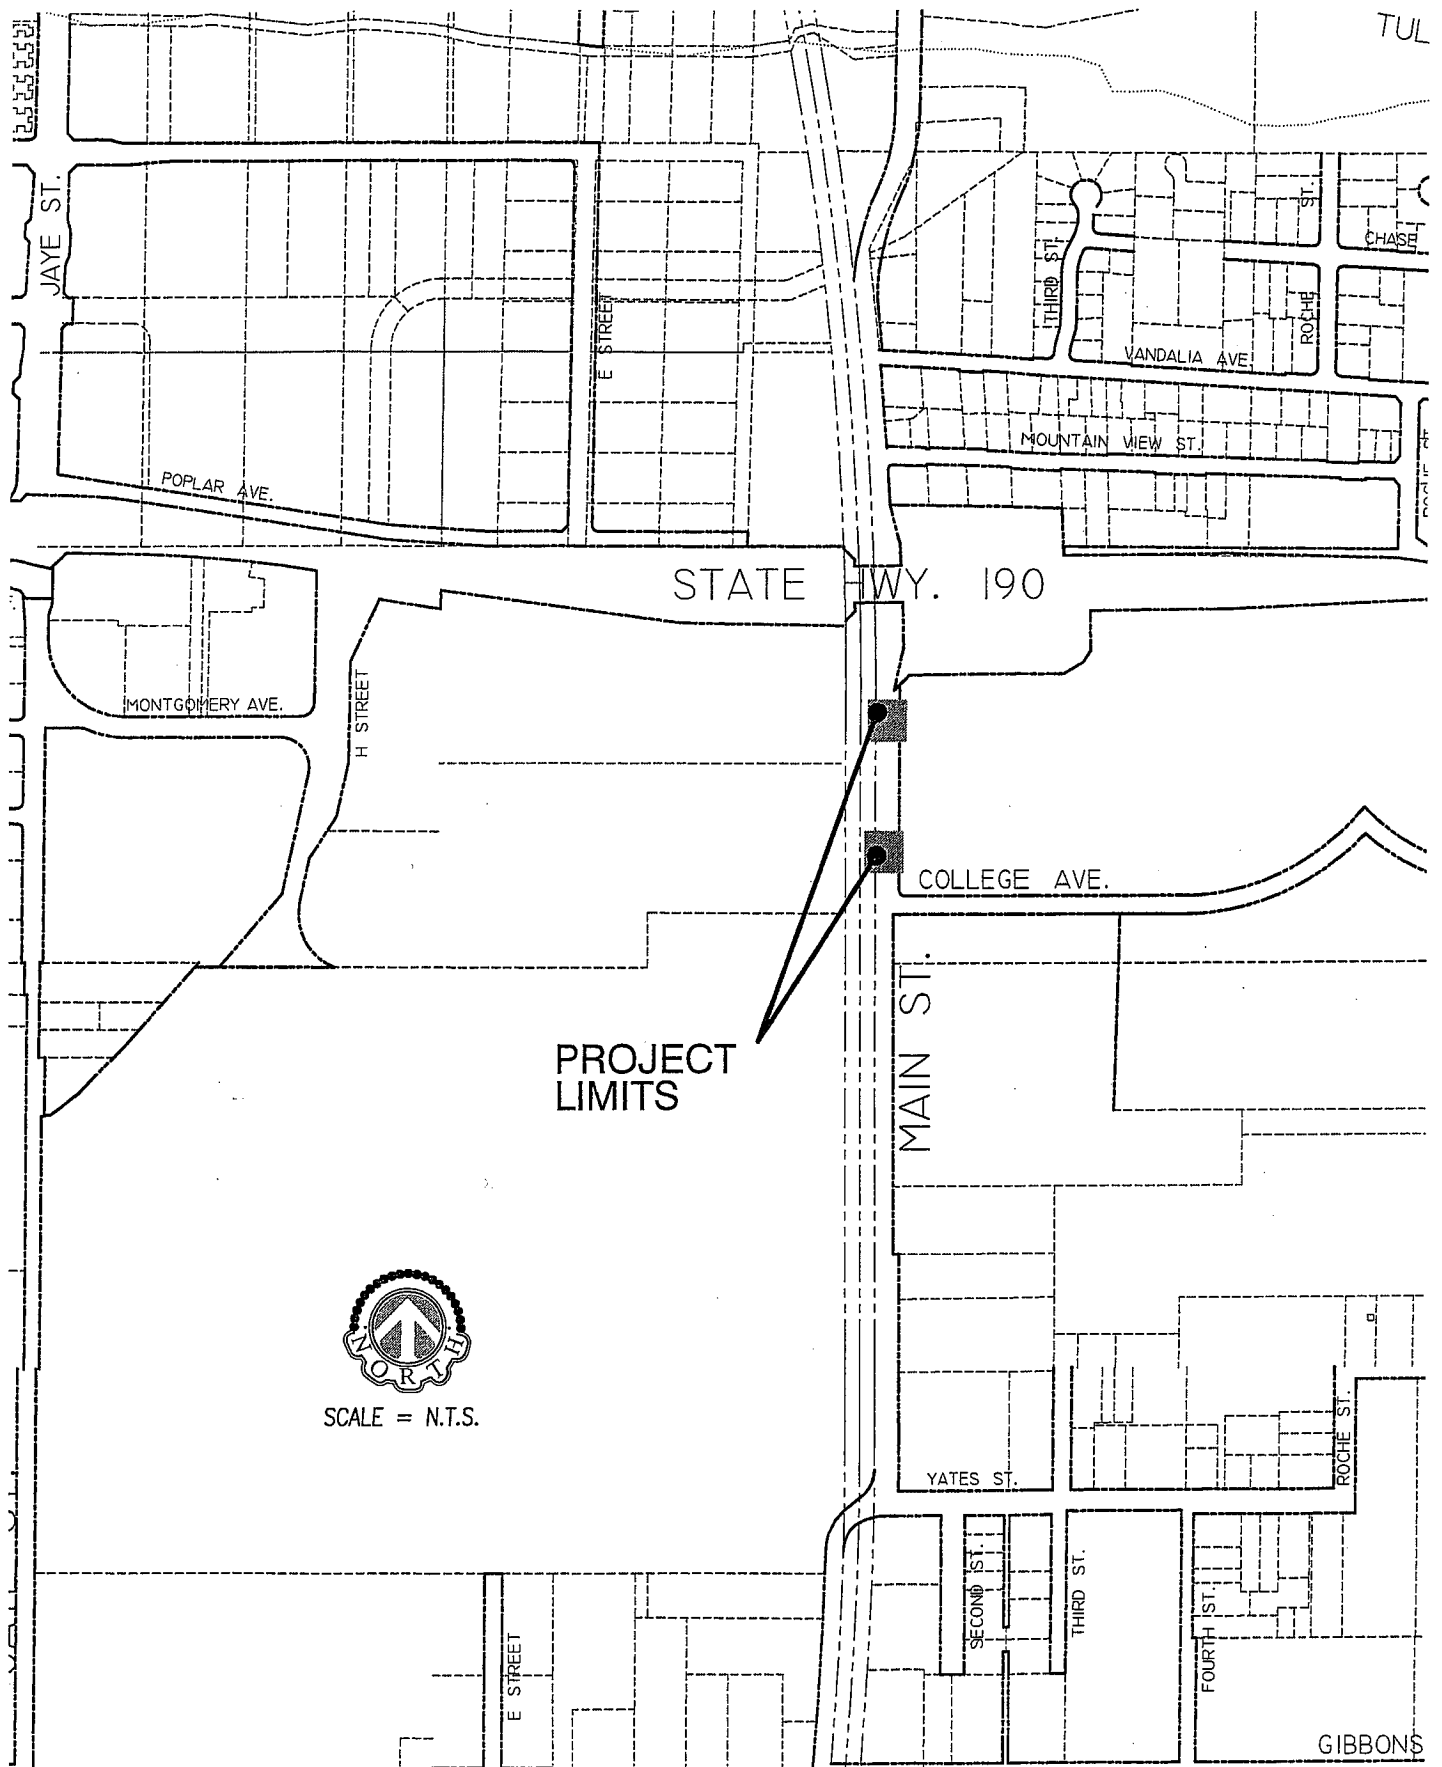 TUL
JAYE ST.
E STREET
THIRD ST.
ROCHE ST.
CHASE
VANDALIA AVE.
MOUNTAIN VIEW ST.
POPLAR AVE.
STATE HWY. 190
MONTGOMERY AVE.
H STREET
COLLEGE AVE.
MAIN ST.
PROJECT
LIMITS
NORTH
SCALE = N.T.S.
YATES ST.
ROCHE ST.
SECOND ST.
THIRD ST.
FOURTH ST.
E STREET
GIBBONS